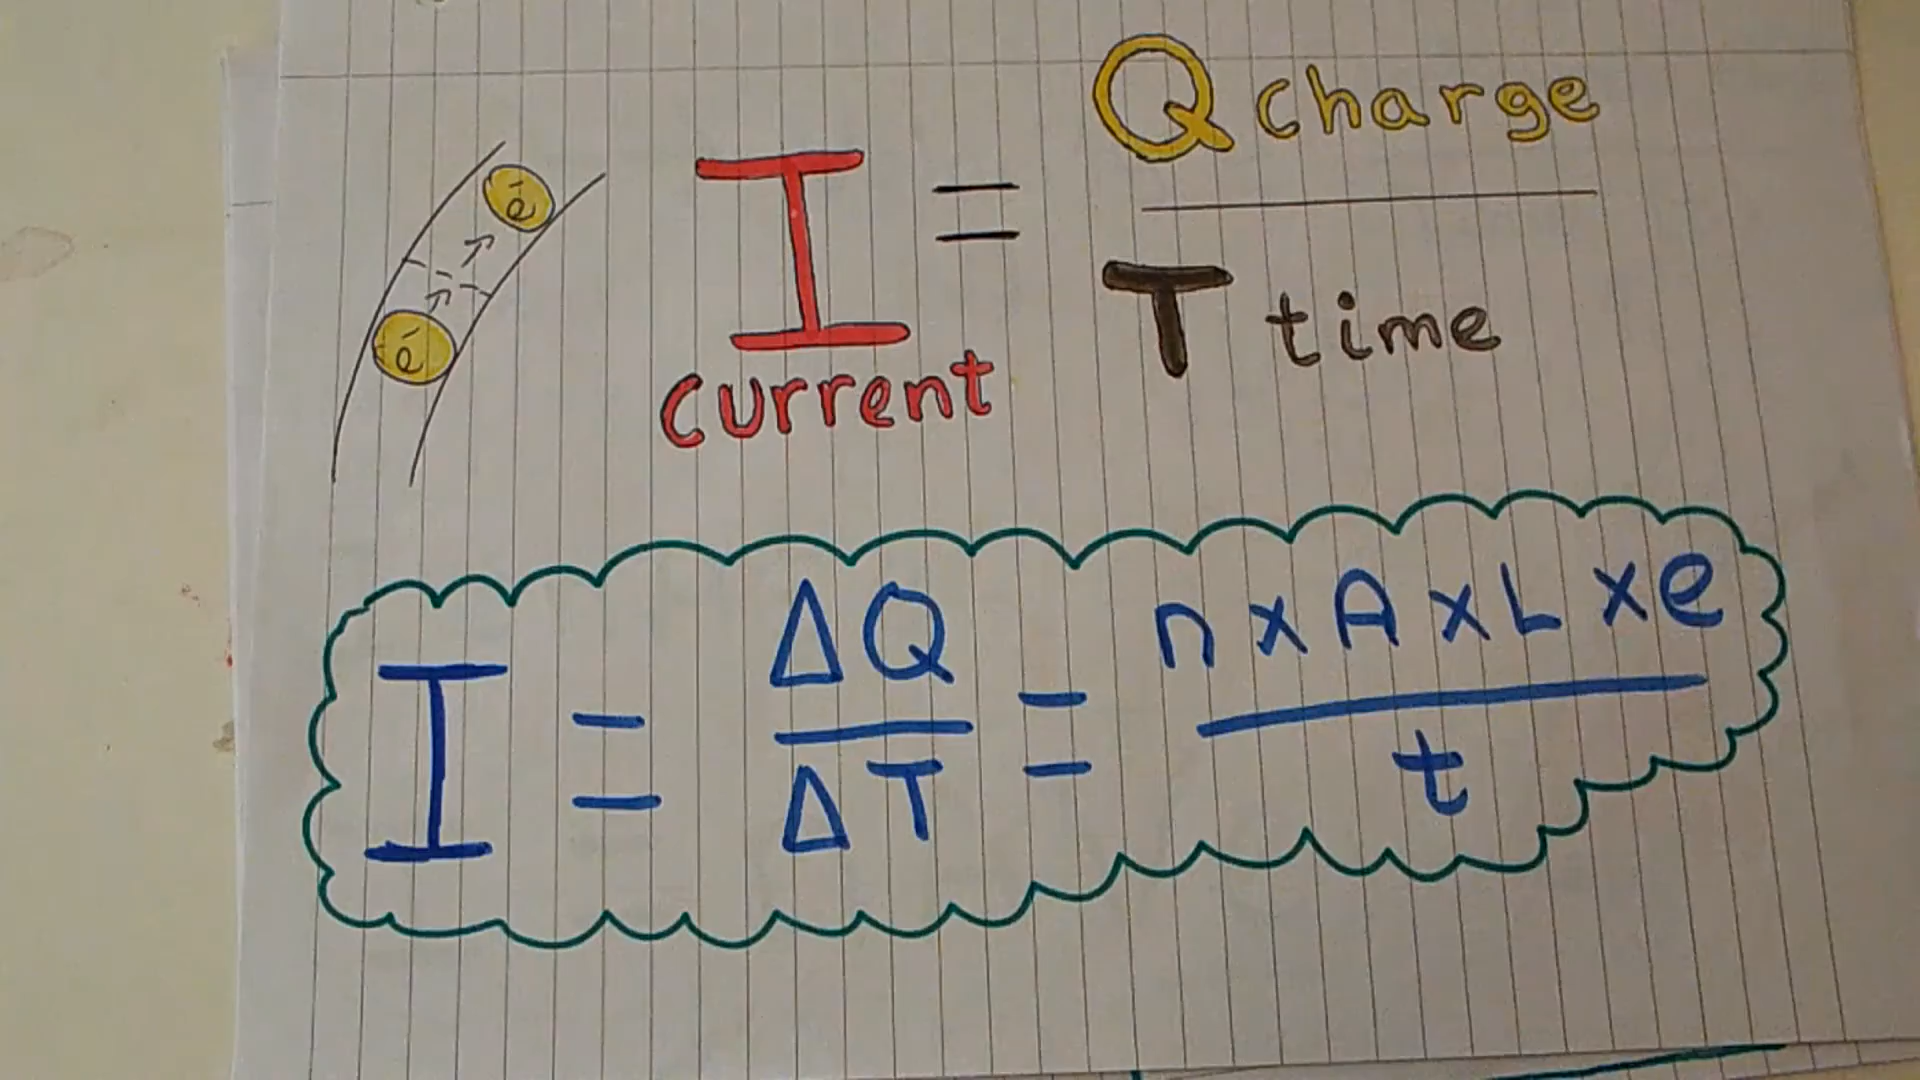 Q charge
I = ―
T time
current
e⁻
e⁻
I = ΔQ/ΔT = n x A x L x e / t